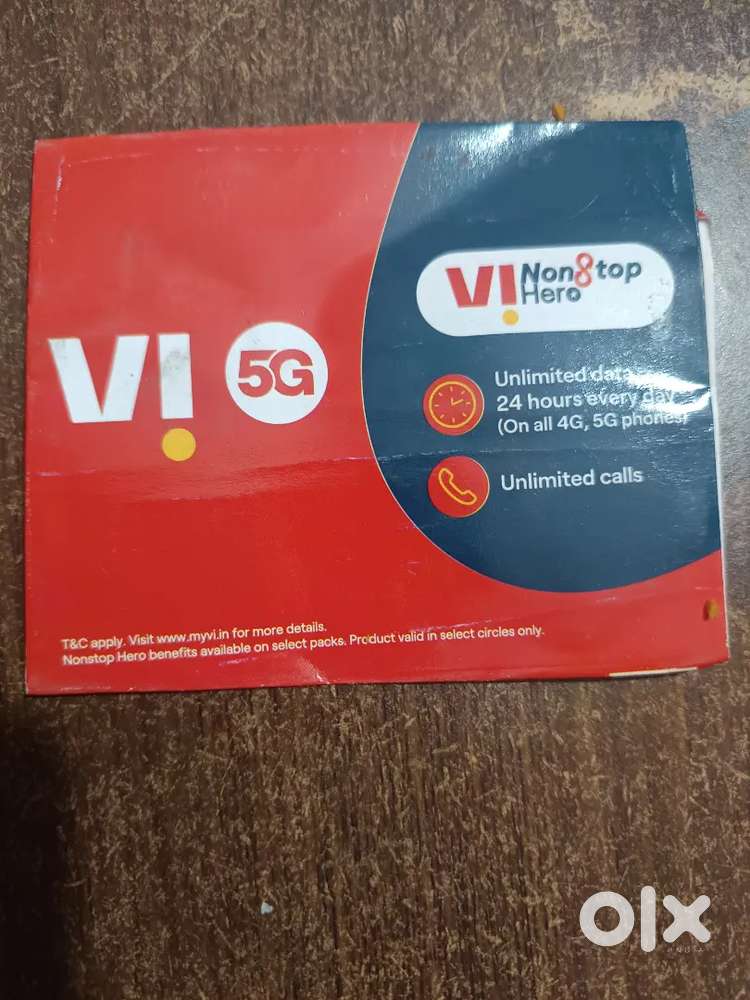 VI 5G
VI Nonstop
Hero
Unlimited data
24 hours every day
(On all 4G, 5G phones)
Unlimited calls
T&C apply. Visit www.myvi.in for more details.
Nonstop Hero benefits available on select packs. Product valid in select circles only.
olx
INDIA